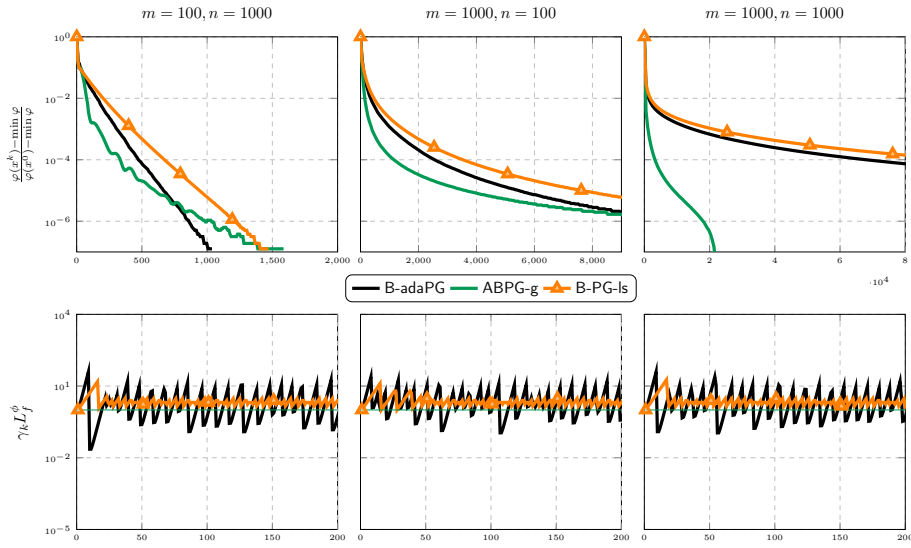 m = 100, n = 1000
m = 1000, n = 100
m = 1000, n = 1000
φ(x^k)−min φ / φ(x^0)−min φ
10^0
10^−2
10^−4
10^−6
0 500 1,000 1,500 2,000
0 2,000 4,000 6,000 8,000
0 2 4 6 8
·10^4
B-adaPG ABPG-g B-PG-ls
γ_k L_f^ϕ
10^4
10^1
10^−2
10^−5
0 50 100 150 200
0 50 100 150 200
0 50 100 150 200